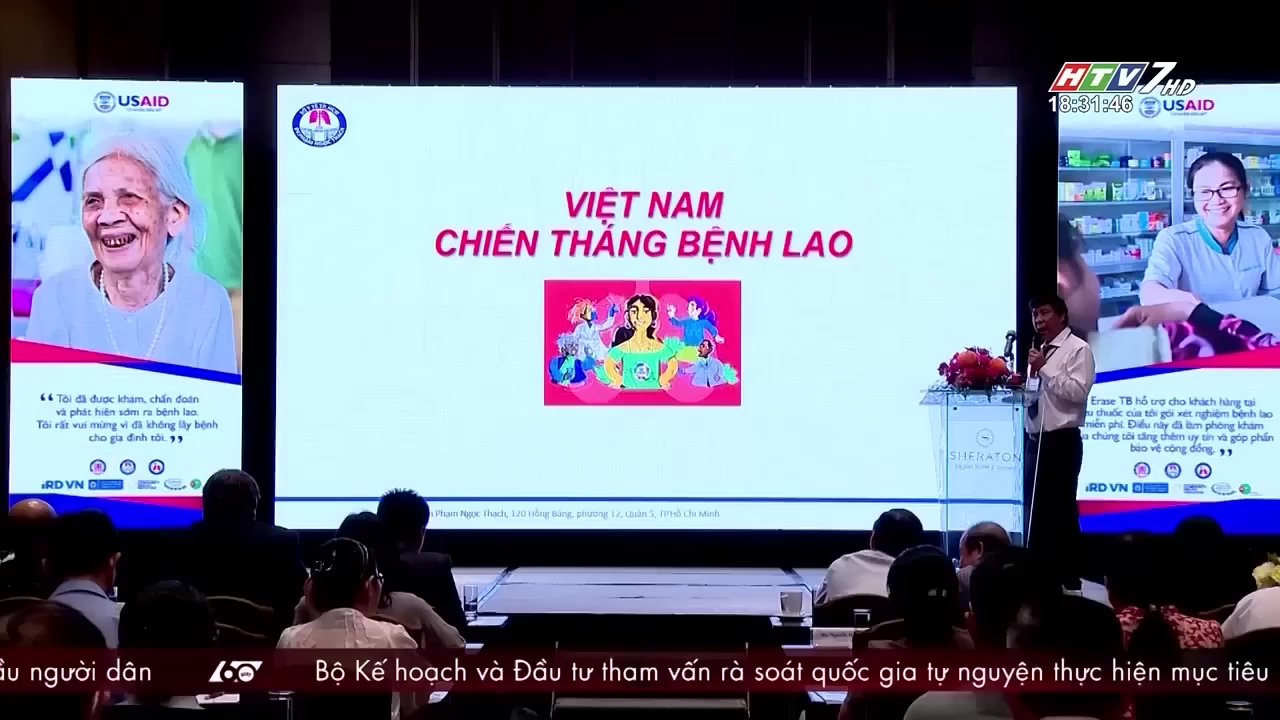 HTV7 HD
18:31:46
USAID
USAID
VIỆT NAM
CHIẾN THẮNG BỆNH LAO
“ Tôi đã được khám, chẩn đoán
và phát hiện sớm ra bệnh lao.
Tôi rất vui mừng vì đã không lây bệnh
cho gia đình tôi. ”
iRD VN
Erase TB hỗ trợ cho khách hàng tại
thuốc của tôi gói xét nghiệm bệnh lao
miễn phí. Điều này đã làm phòng khám
chúng tôi tăng thêm uy tín và góp phần
bảo vệ cộng đồng. ”
iRD VN
SHERATON
Phạm Ngọc Thạch, 120 Hồng Bàng, phường 12, Quận 5, TP.Hồ Chí Minh
ầu người dân 60 giây Bộ Kế hoạch và Đầu tư tham vấn rà soát quốc gia tự nguyện thực hiện mục tiêu